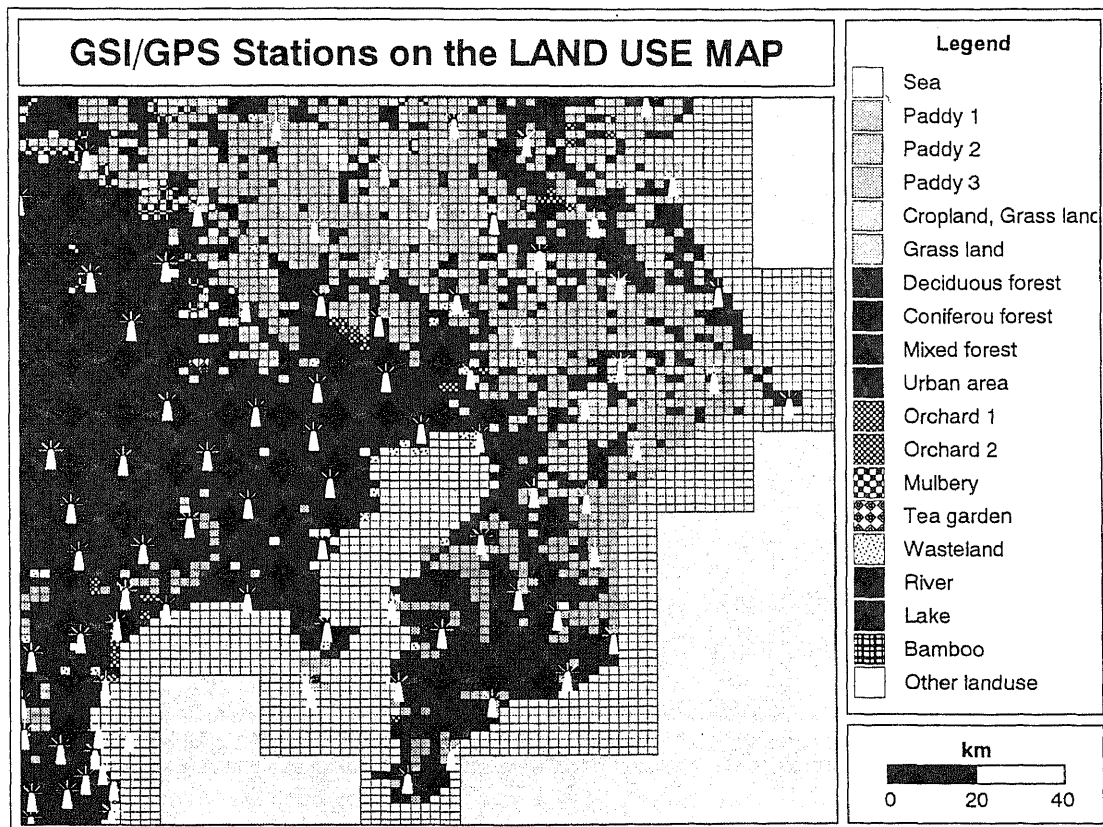 GSI/GPS Stations on the LAND USE MAP
Legend
Sea
Paddy 1
Paddy 2
Paddy 3
Cropland, Grass land
Grass land
Deciduous forest
Coniferou forest
Mixed forest
Urban area
Orchard 1
Orchard 2
Mulbery
Tea garden
Wasteland
River
Lake
Bamboo
Other landuse
km
0 20 40